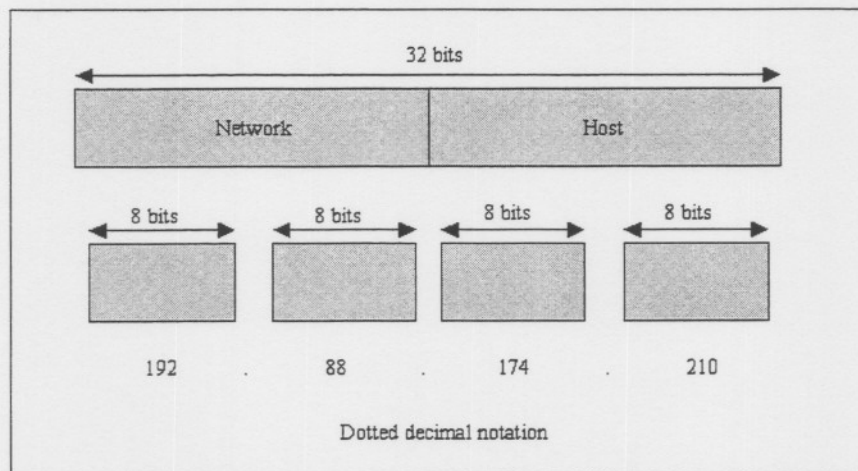 32 bits
Network Host
8 bits 8 bits 8 bits 8 bits
192 . 88 . 174 . 210
Dotted decimal notation